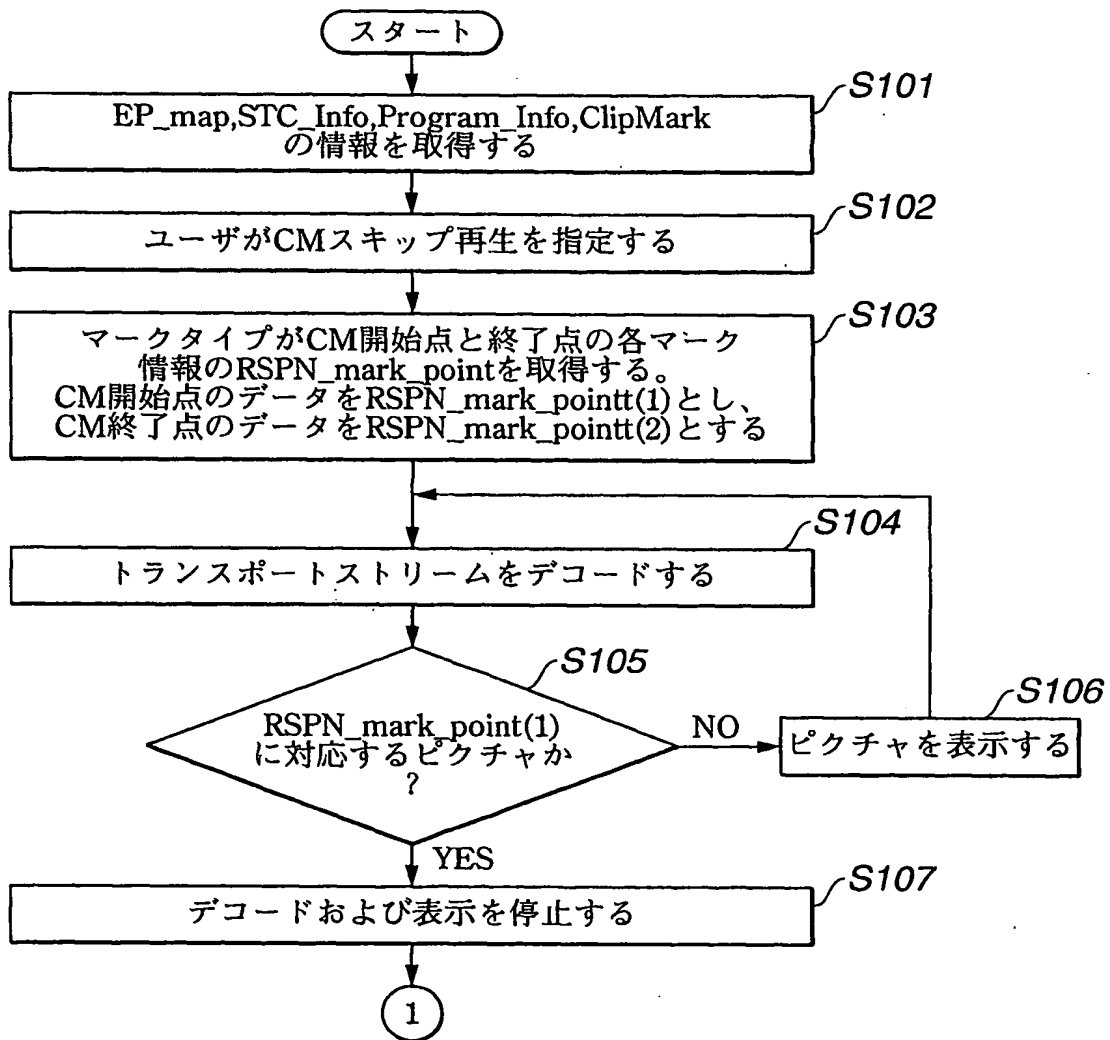 スタート
S101
EP_map,STC_Info,Program_Info,ClipMark
の情報を取得する
S102
ユーザがCMスキップ再生を指定する
S103
マークタイプがCM開始点と終了点の各マーク
情報のRSPN_mark_pointを取得する。
CM開始点のデータをRSPN_mark_pointt(1)とし、
CM終了点のデータをRSPN_mark_pointt(2)とする
S104
トランスポートストリームをデコードする
S105
RSPN_mark_point(1)
に対応するピクチャか
?
NO
S106
ピクチャを表示する
YES
S107
デコードおよび表示を停止する
1